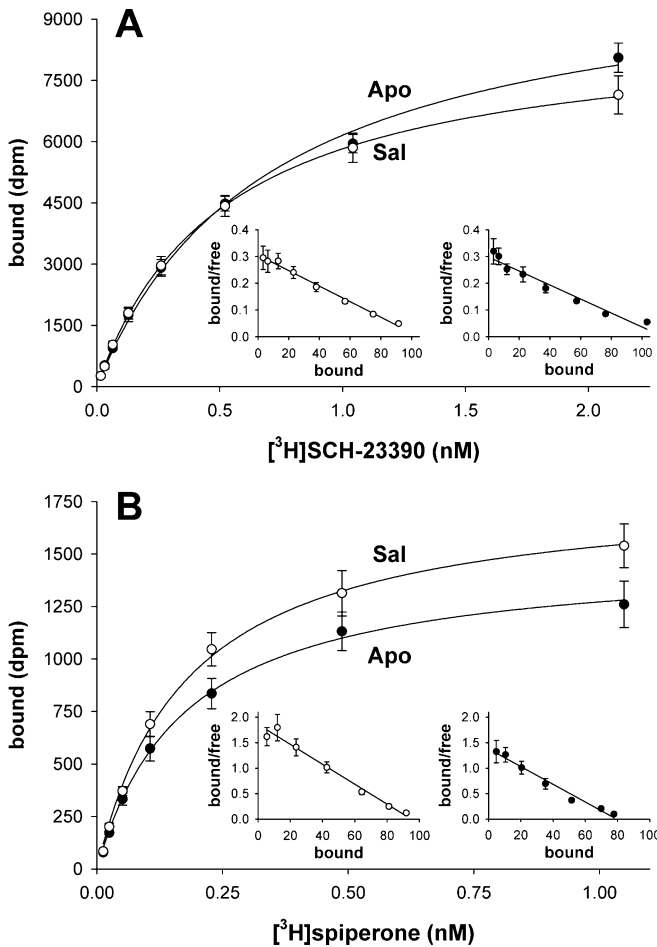 A
9000
7500
6000
4500
3000
1500
0
bound (dpm)
Apo
Sal
0.4
0.3
0.2
0.1
0.0
bound/free
0 20 40 60 80 100
bound
0.4
0.3
0.2
0.1
0.0
bound/free
0 20 40 60 80 100
bound
0.0 0.5 1.0 1.5 2.0
[³H]SCH-23390 (nM)
B
1750
1500
1250
1000
750
500
250
0
bound (dpm)
Sal
Apo
2.0
1.5
1.0
0.5
0.0
bound/free
0 20 40 60 80 100
bound
2.0
1.5
1.0
0.5
0.0
bound/free
0 20 40 60 80 100
bound
0.00 0.25 0.50 0.75 1.00
[³H]spiperone (nM)